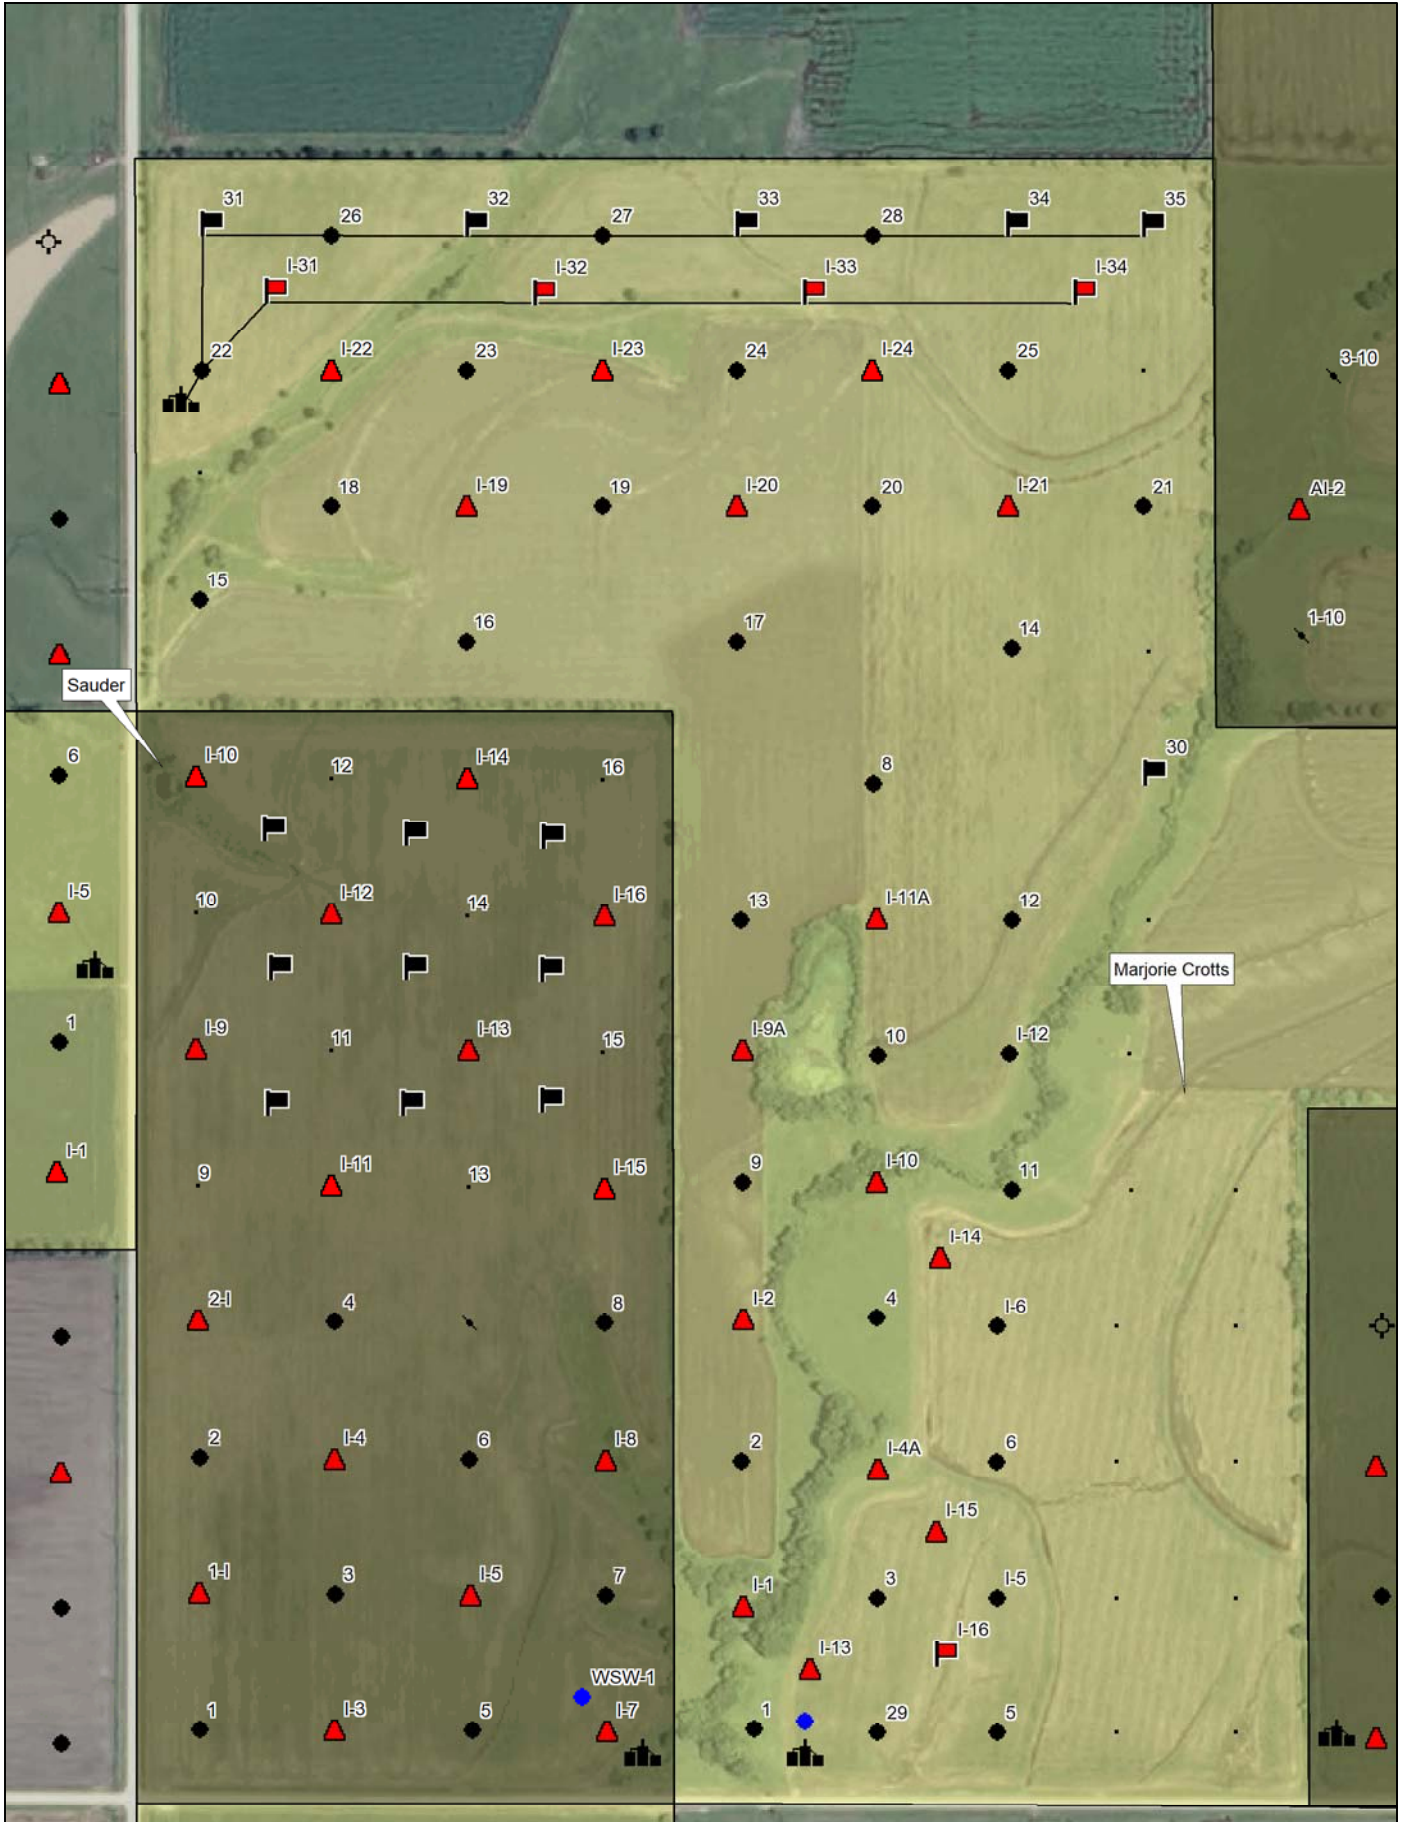 31
32
33
34
35
26
27
28
I-31
I-32
I-33
I-34
22
I-22
23
I-23
24
I-24
25
3-10
18
I-19
19
I-20
20
I-21
21
AI-2
15
16
17
14
1-10
Sauder
6
I-10
12
I-14
16
8
30
I-5
10
I-12
14
I-16
13
I-11A
12
Marjorie Crotts
1
I-9
11
I-13
15
I-9A
10
I-12
I-1
9
I-11
13
I-15
9
I-10
11
I-14
2-I
4
8
I-2
4
I-6
2
I-4
6
I-8
2
I-4A
6
I-15
1-I
3
I-5
7
I-1
3
I-5
I-16
I-13
WSW-1
1
I-3
5
I-7
1
29
5